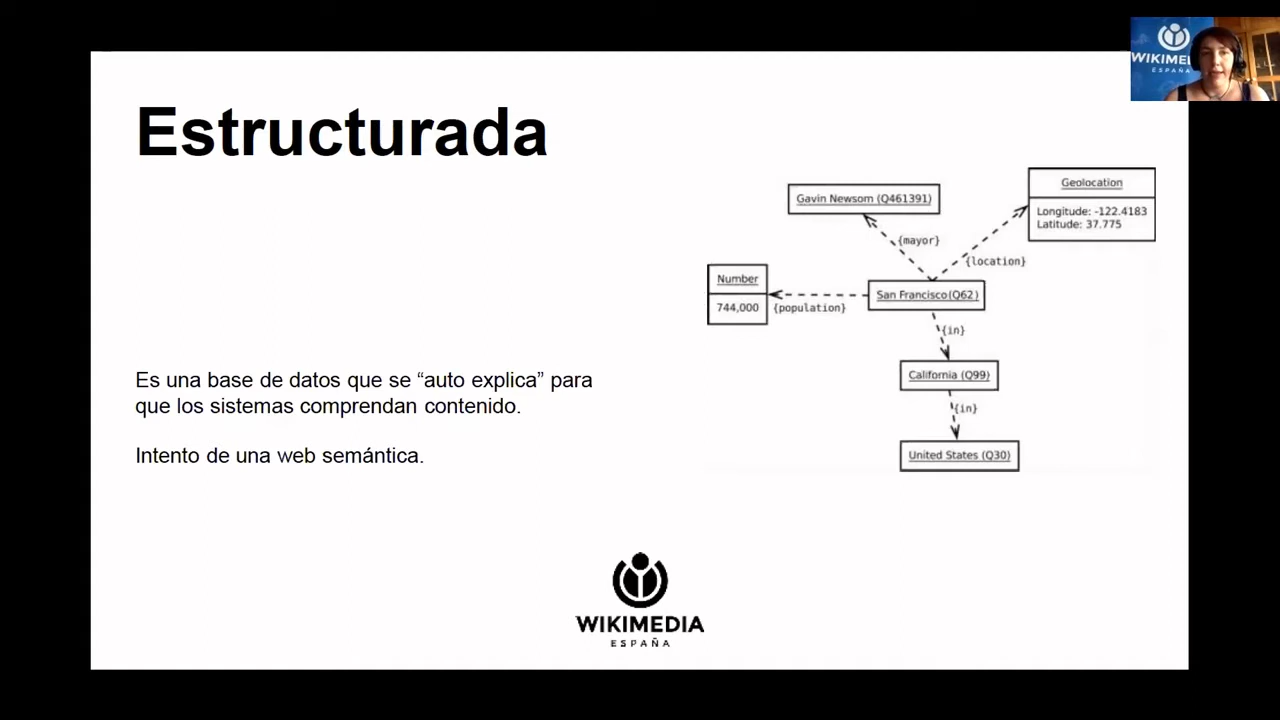 Estructurada
WIKIMEDIA
ESPAÑA
Geolocation
Longitude: -122.4183
Latitude: 37.775
Gavin Newsom (Q461391)
{mayor}
{location}
Number
744,000
{population}
San Francisco(Q62)
{in}
California (Q99)
{in}
United States (Q30)
Es una base de datos que se “auto explica” para
que los sistemas comprendan contenido.
Intento de una web semántica.
WIKIMEDIA
ESPAÑA